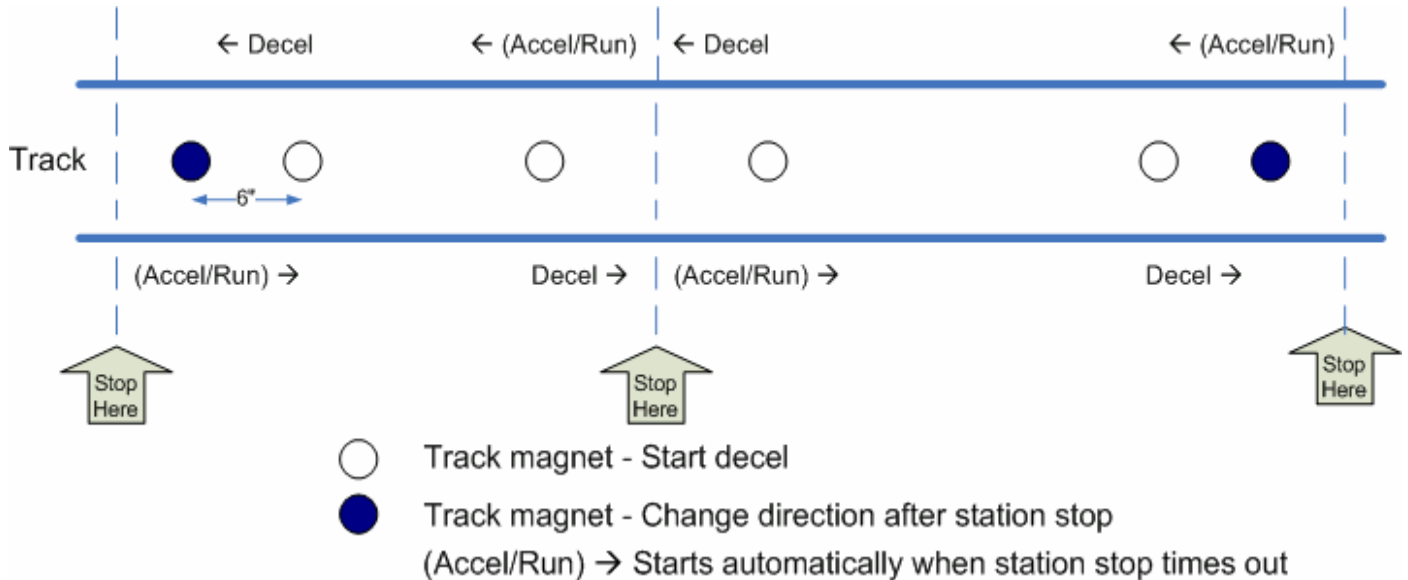 ← Decel
← (Accel/Run)
← Decel
← (Accel/Run)
Track
6"
(Accel/Run) →
Decel →
(Accel/Run) →
Decel →
Stop
Here
Stop
Here
Stop
Here
Track magnet - Start decel
Track magnet - Change direction after station stop
(Accel/Run) → Starts automatically when station stop times out